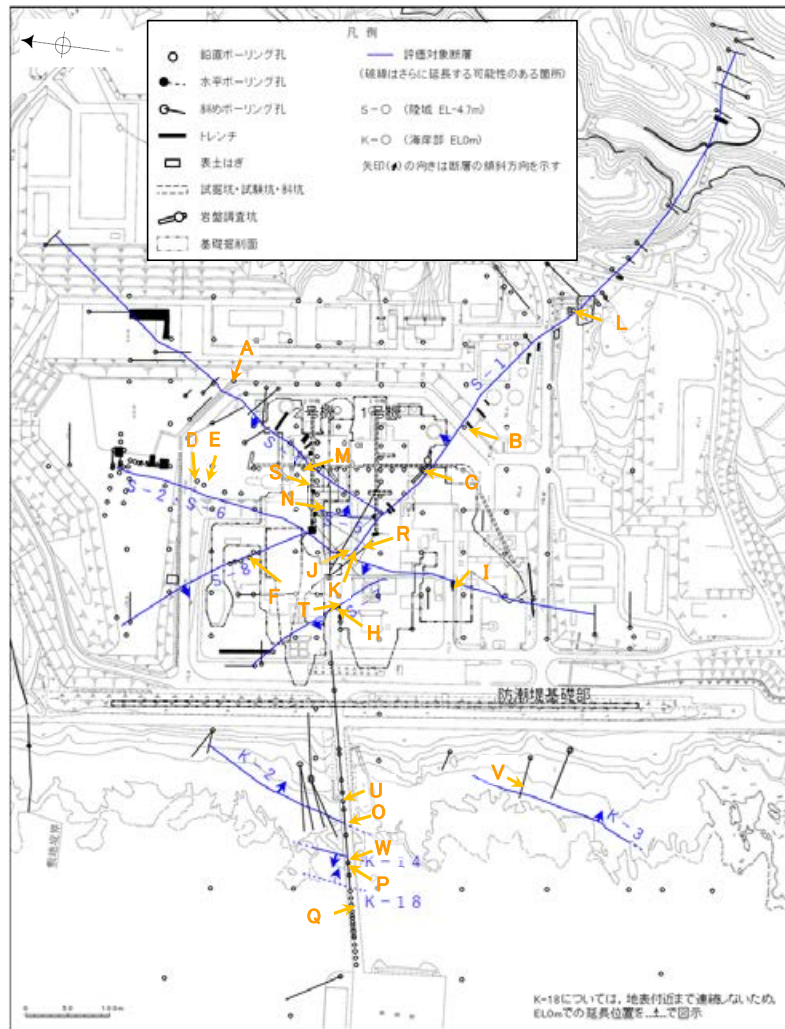 凡例
鉛直ボーリング孔
水平ボーリング孔
斜めボーリング孔
トレンチ
表土はぎ
試掘坑・試験坑・斜坑
岩盤調査坑
基礎掘削面
評価対象断層
(破線はさらに延長する可能性のある箇所)
S-○ (陸域 EL-4.7m)
K-○ (海岸部 EL0m)
矢印( )の向きは断層の傾斜方向を示す
L
A
S-1
2号機
1号機
B
D
E
M
S
G
S-2・S-6
N
R
J
S-8
F
K
I
T
H
防潮堤基礎部
K-2
V
U
O
K-3
W
K-14
P
K-18
Q
0 50 100m
K-18については、地表付近まで連続しないため、
EL0mでの延長位置を…±…で図示